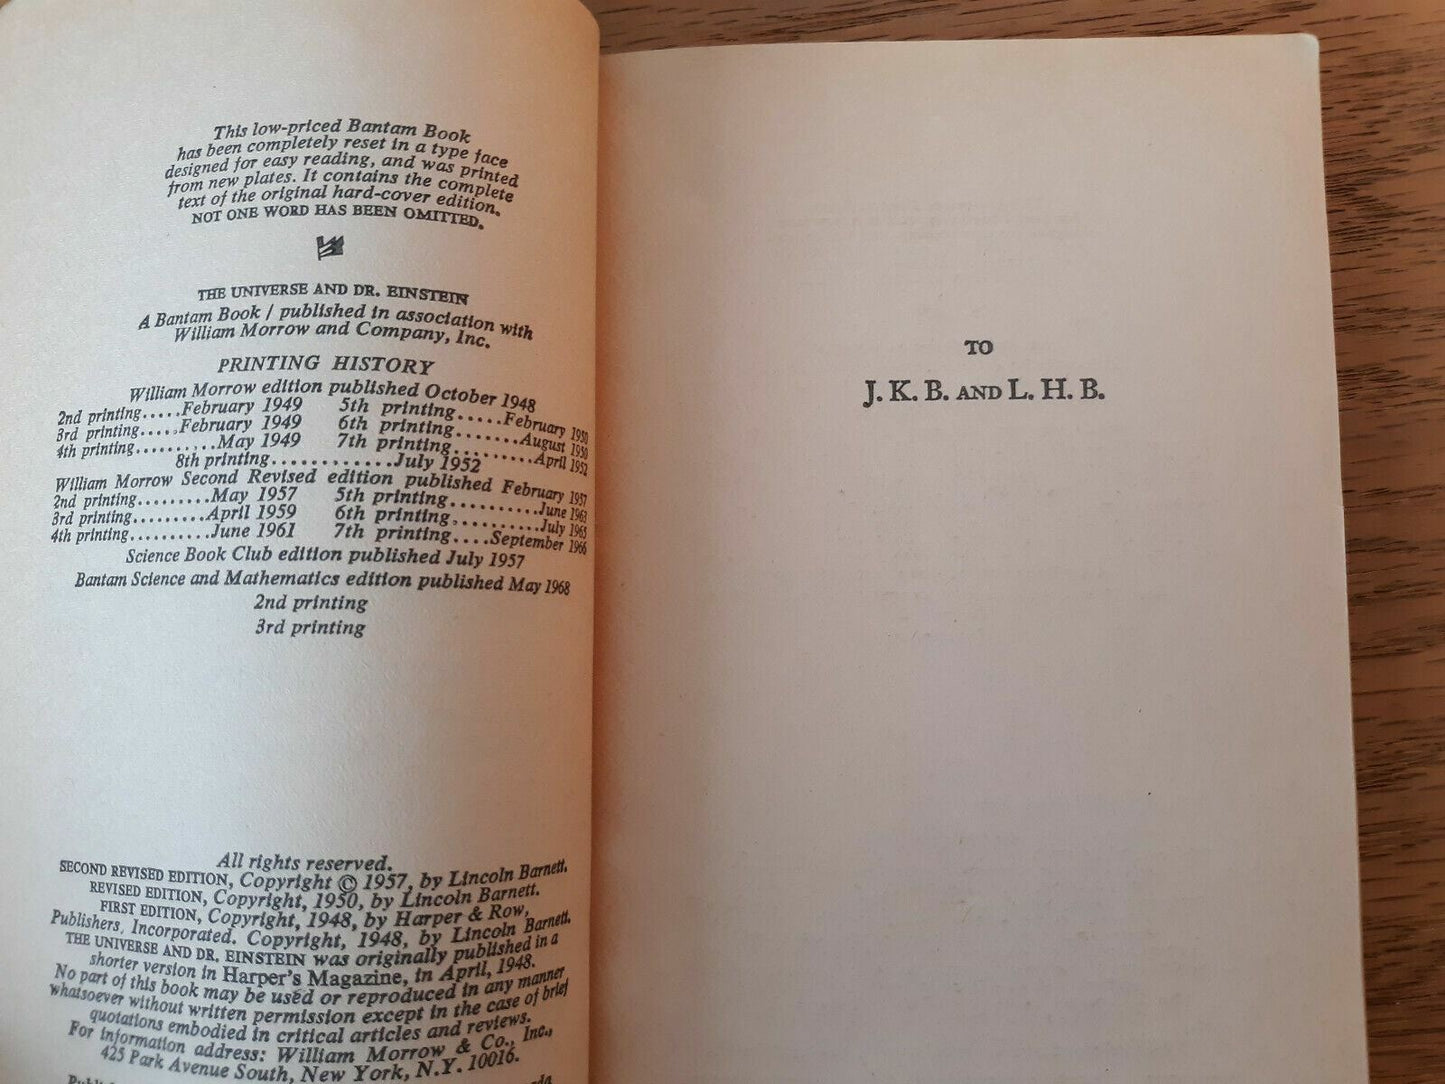 This low-priced Bantam Book
has been completely reset in a type face
designed for easy reading, and was printed
from new plates. It contains the complete
text of the original hard-cover edition.
NOT ONE WORD HAS BEEN OMITTED.
THE UNIVERSE AND DR. EINSTEIN
A Bantam Book / published in association with
William Morrow and Company, Inc.
PRINTING HISTORY
William Morrow edition published October 1948
2nd printing.....February 1949 5th printing.....February 1950
3rd printing.....February 1949 6th printing........August 1950
4th printing..........May 1949 7th printing..........April 1952
8th printing............July 1952
William Morrow Second Revised edition published February 1957
2nd printing.........May 1957 5th printing..........June 1963
3rd printing.........April 1959 6th printing..........July 1965
4th printing..........June 1961 7th printing....September 1966
Science Book Club edition published July 1957
Bantam Science and Mathematics edition published May 1968
2nd printing
3rd printing
All rights reserved.
SECOND REVISED EDITION, Copyright © 1957, by Lincoln Barnett.
REVISED EDITION, Copyright, 1950, by Lincoln Barnett.
FIRST EDITION, Copyright, 1948, by Harper & Row,
Publishers, Incorporated. Copyright, 1948, by Lincoln Barnett.
THE UNIVERSE AND DR. EINSTEIN was originally published in a
shorter version in Harper's Magazine, in April, 1948.
No part of this book may be used or reproduced in any manner
whatsoever without written permission except in the case of brief
quotations embodied in critical articles and reviews.
For information address: William Morrow & Co., Inc.,
425 Park Avenue South, New York, N.Y. 10016.
TO
J. K. B. AND L. H. B.